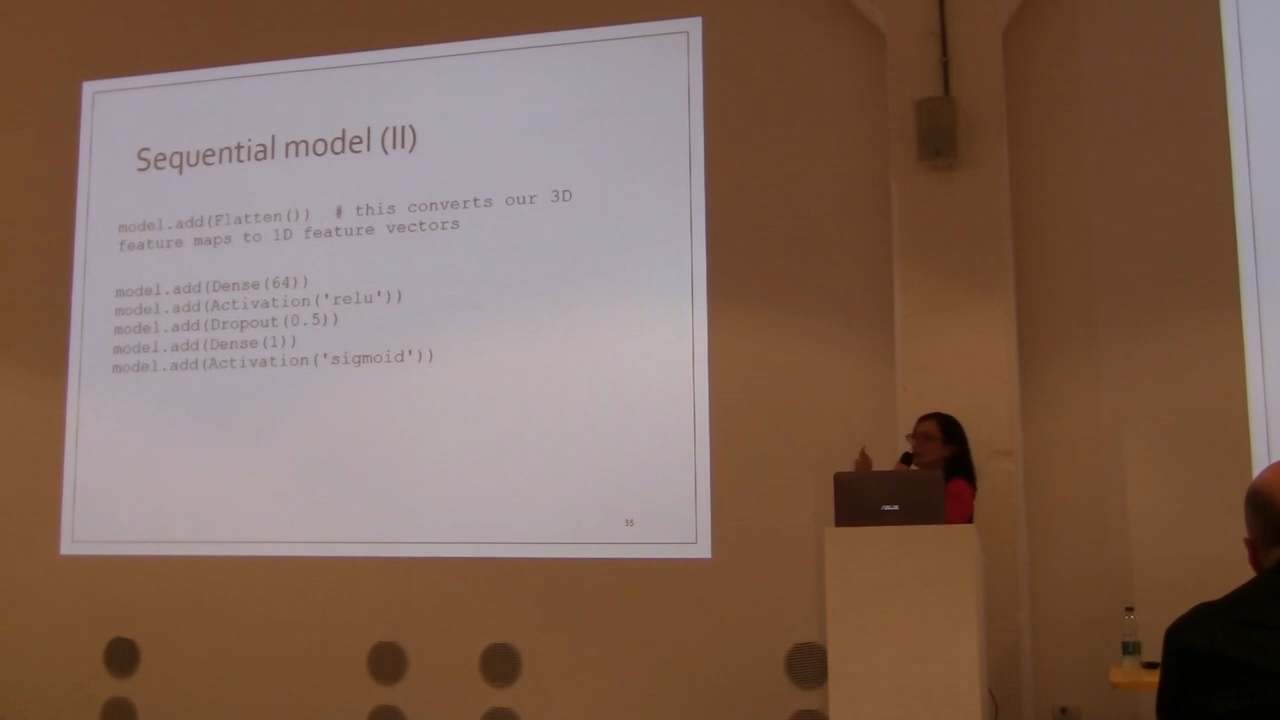 Sequential model (II)
model.add(Flatten())  # this converts our 3D
feature maps to 1D feature vectors
model.add(Dense(64))
model.add(Activation('relu'))
model.add(Dropout(0.5))
model.add(Dense(1))
model.add(Activation('sigmoid'))
35
ASUS